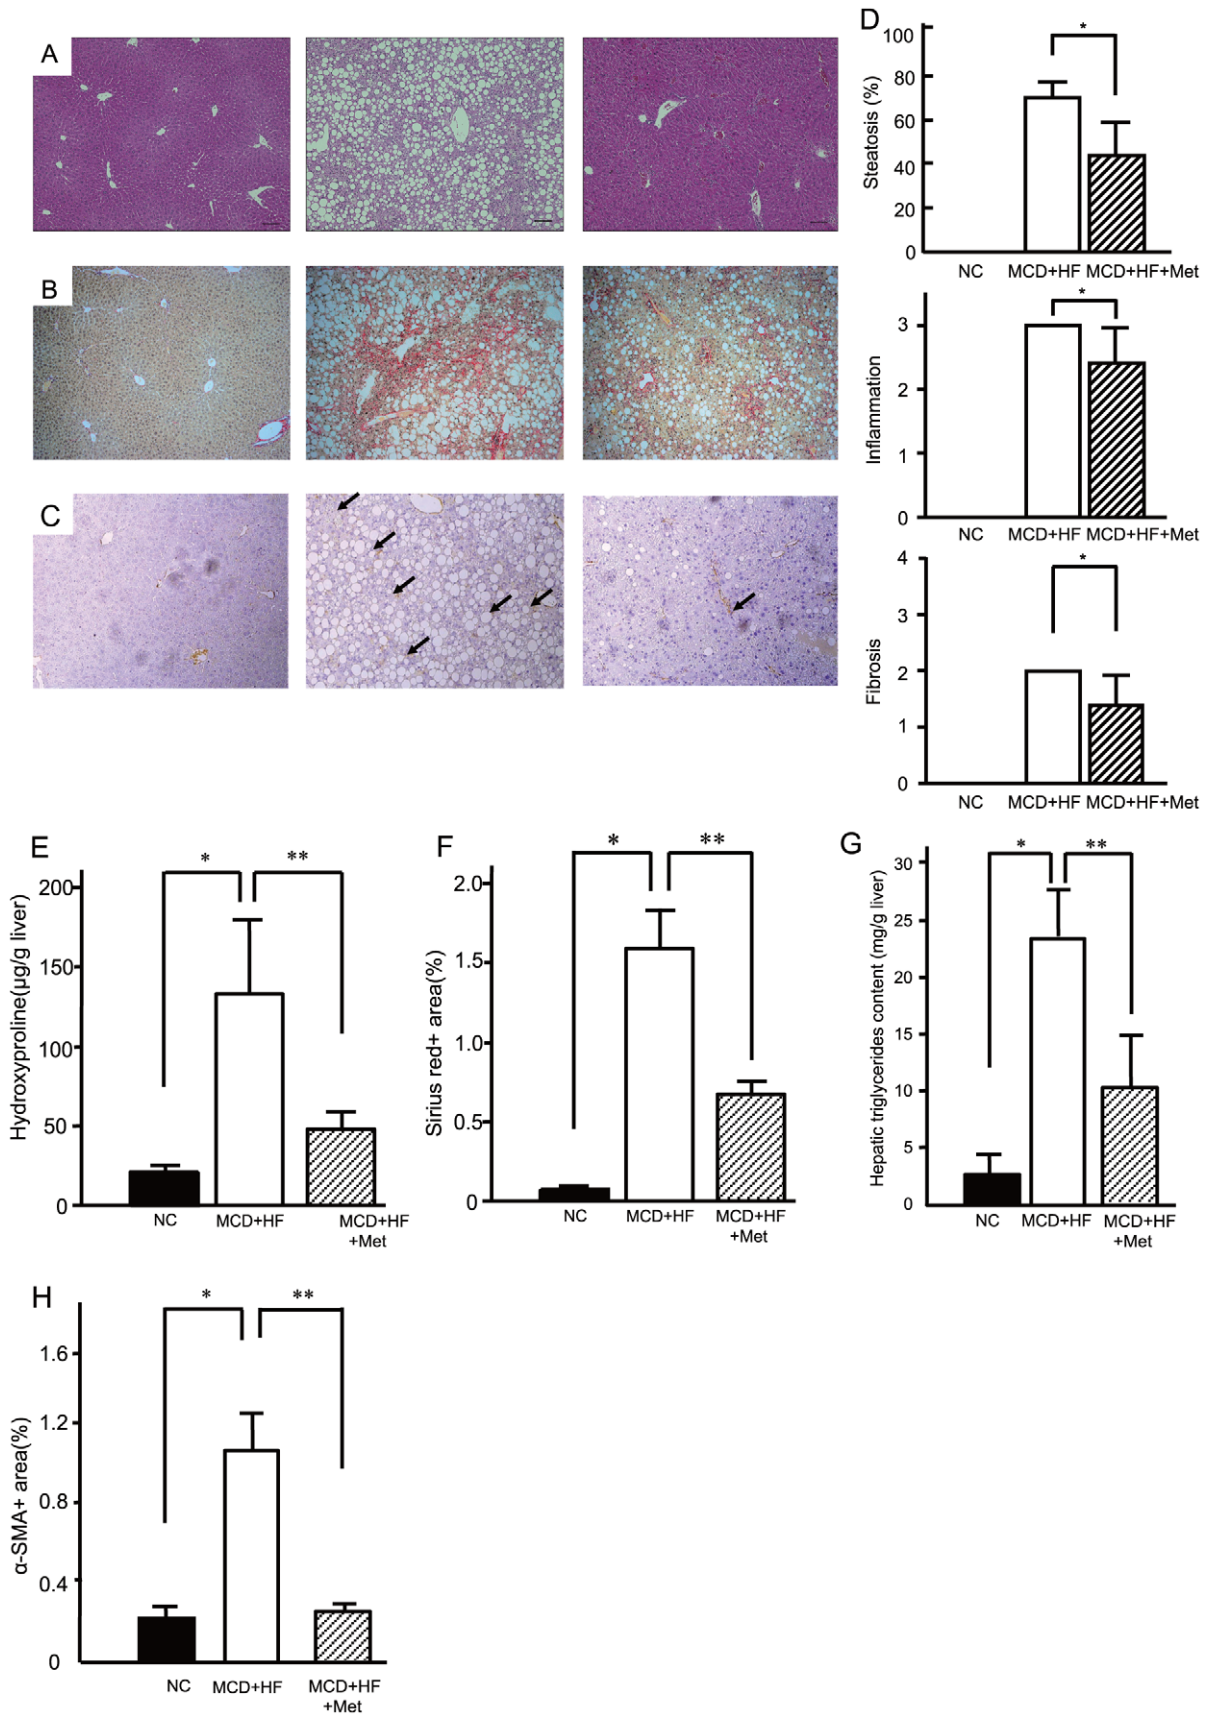 A
B
C
D
Steatosis (%)
100
80
60
40
20
0
*
NC MCD+HF MCD+HF+Met
Inflammation
3
2
1
0
*
NC MCD+HF MCD+HF+Met
Fibrosis
4
3
2
1
0
*
NC MCD+HF MCD+HF+Met
E
Hydroxyproline(μg/g liver)
200
150
100
50
0
* **
NC MCD+HF MCD+HF
+Met
F
Sirius red+ area(%)
2.0
1.5
1.0
0.5
0
* **
NC MCD+HF MCD+HF
+Met
G
Hepatic triglycerides content (mg/g liver)
30
25
20
15
10
5
0
* **
NC MCD+HF MCD+HF
+Met
H
α-SMA+ area(%)
1.6
1.2
0.8
0.4
0
* **
NC MCD+HF MCD+HF
+Met